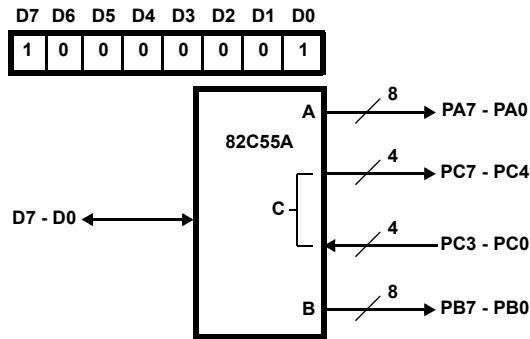 D7 D6 D5 D4 D3 D2 D1 D0
1 0 0 0 0 0 0 1
8
A PA7 - PA0
82C55A
4
PC7 - PC4
C
D7 - D0
4
PC3 - PC0
8
B PB7 - PB0